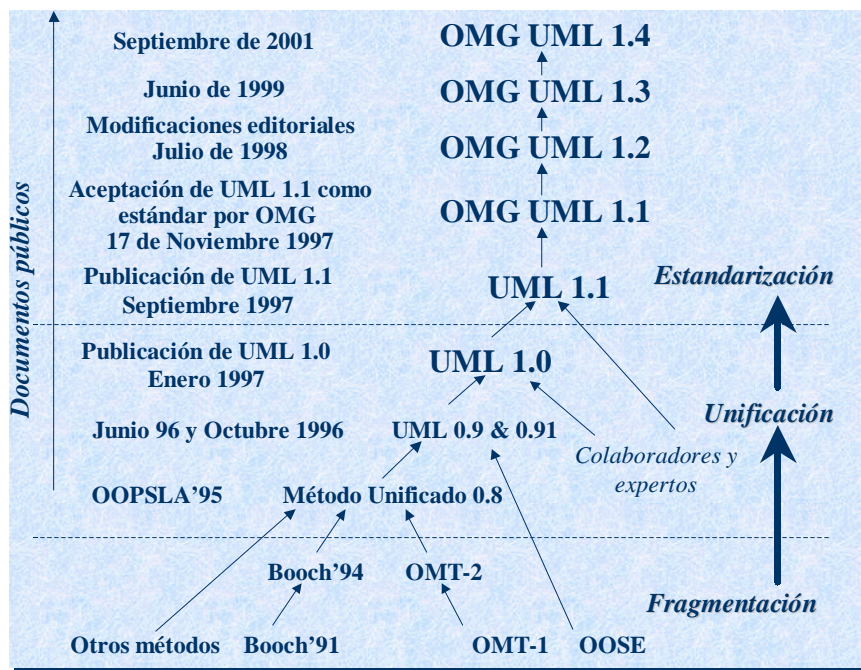 Septiembre de 2001
OMG UML 1.4
Junio de 1999
OMG UML 1.3
Modificaciones editoriales
Julio de 1998
OMG UML 1.2
Aceptación de UML 1.1 como
estándar por OMG
17 de Noviembre 1997
OMG UML 1.1
Publicación de UML 1.1
Septiembre 1997
UML 1.1
Estandarización
Documentos públicos
Publicación de UML 1.0
Enero 1997
UML 1.0
Unificación
Junio 96 y Octubre 1996
UML 0.9 & 0.91
Colaboradores y
expertos
OOPSLA’95
Método Unificado 0.8
Booch’94
OMT-2
Fragmentación
Otros métodos
Booch’91
OMT-1
OOSE